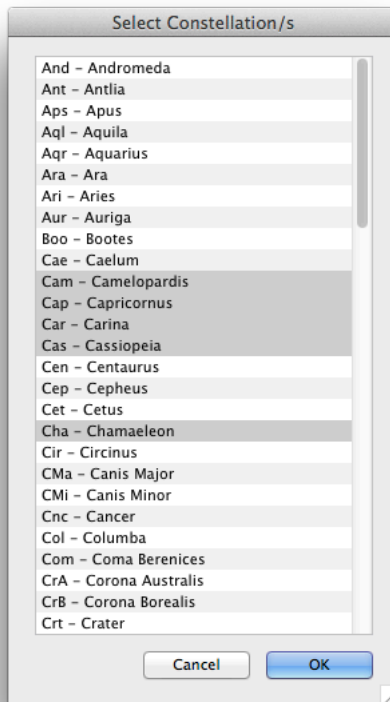 Select Constellation/s
And – Andromeda
Ant – Antlia
Aps – Apus
Aql – Aquila
Aqr – Aquarius
Ara – Ara
Ari – Aries
Aur – Auriga
Boo – Bootes
Cae – Caelum
Cam – Camelopardis
Cap – Capricornus
Car – Carina
Cas – Cassiopeia
Cen – Centaurus
Cep – Cepheus
Cet – Cetus
Cha – Chamaeleon
Cir – Circinus
CMa – Canis Major
CMi – Canis Minor
Cnc – Cancer
Col – Columba
Com – Coma Berenices
CrA – Corona Australis
CrB – Corona Borealis
Crt – Crater
Cancel OK